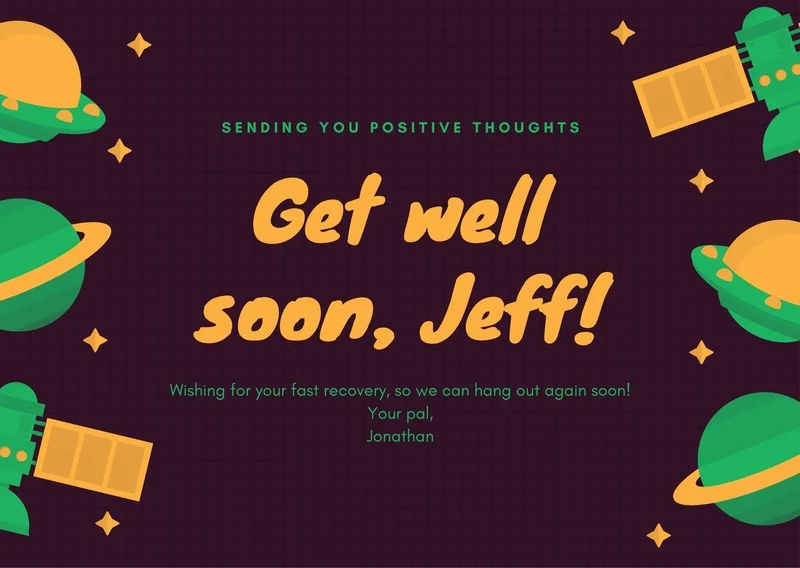 SENDING YOU POSITIVE THOUGHTS
Get well
soon, Jeff!
Wishing for your fast recovery, so we can hang out again soon!
Your pal,
Jonathan